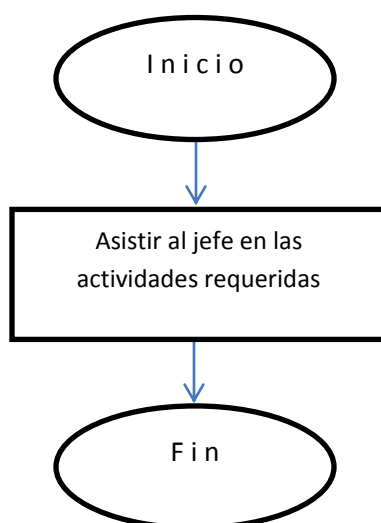 Inicio
Asistir al jefe en las
actividades requeridas
Fin